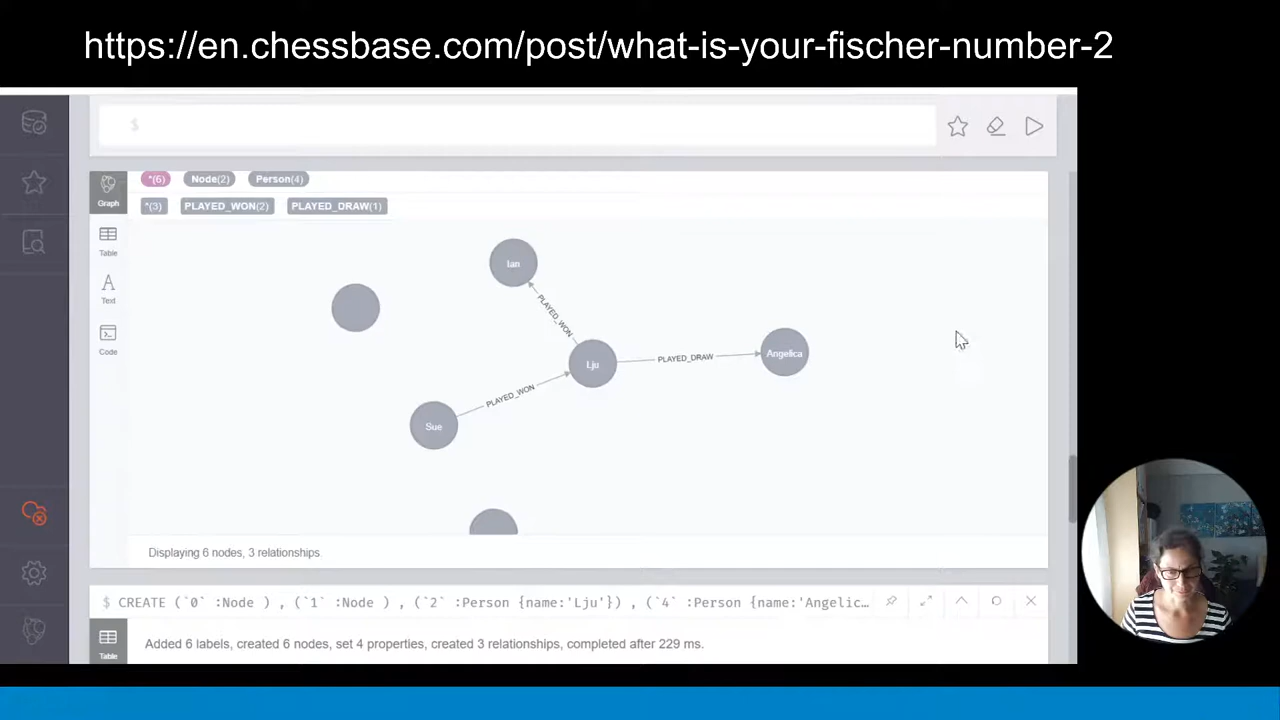 https://en.chessbase.com/post/what-is-your-fischer-number-2
$
*(6) Node(2) Person(4)
Graph
*(3) PLAYED_WON(2) PLAYED_DRAW(1)
Table
A
Text
Code
Ian
PLAYED_WON
Lju
PLAYED_DRAW
Angelica
PLAYED_WON
Sue
Displaying 6 nodes, 3 relationships.
$ CREATE (`0` :Node ) , (`1` :Node ) , (`2` :Person {name:'Lju'}) , (`4` :Person {name:'Angelic…
Added 6 labels, created 6 nodes, set 4 properties, created 3 relationships, completed after 229 ms.
Table